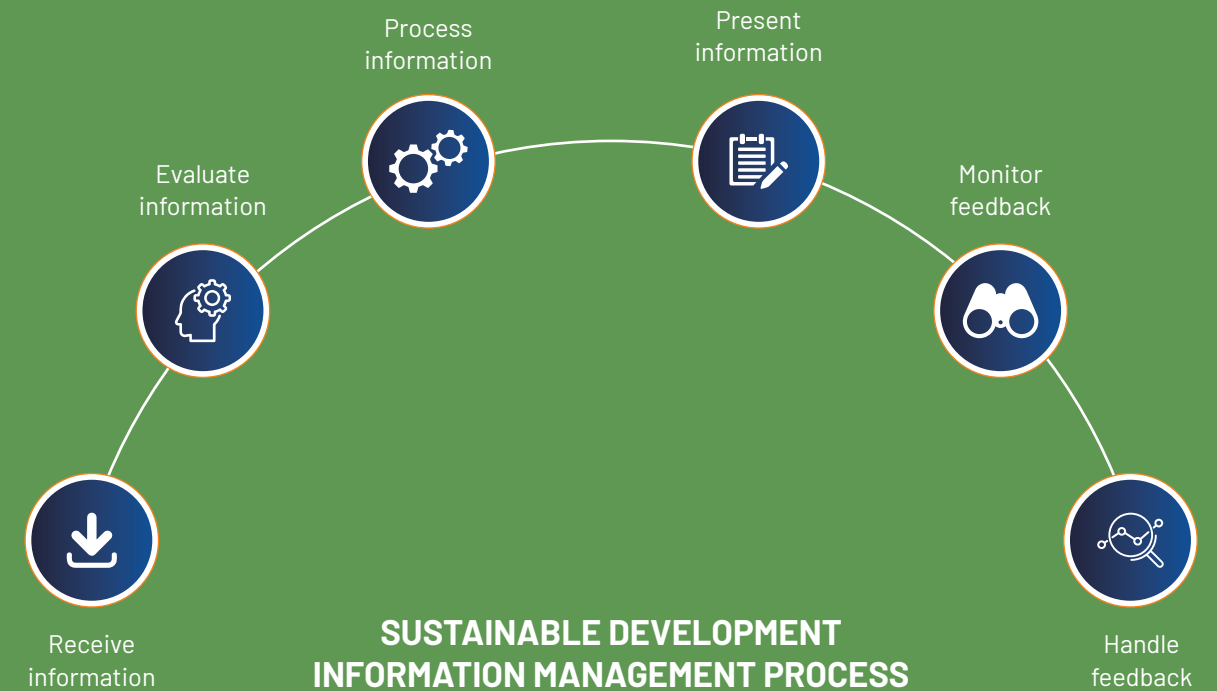 Receive
information
Evaluate
information
Process
information
Present
information
Monitor
feedback
Handle
feedback
SUSTAINABLE DEVELOPMENT
INFORMATION MANAGEMENT PROCESS